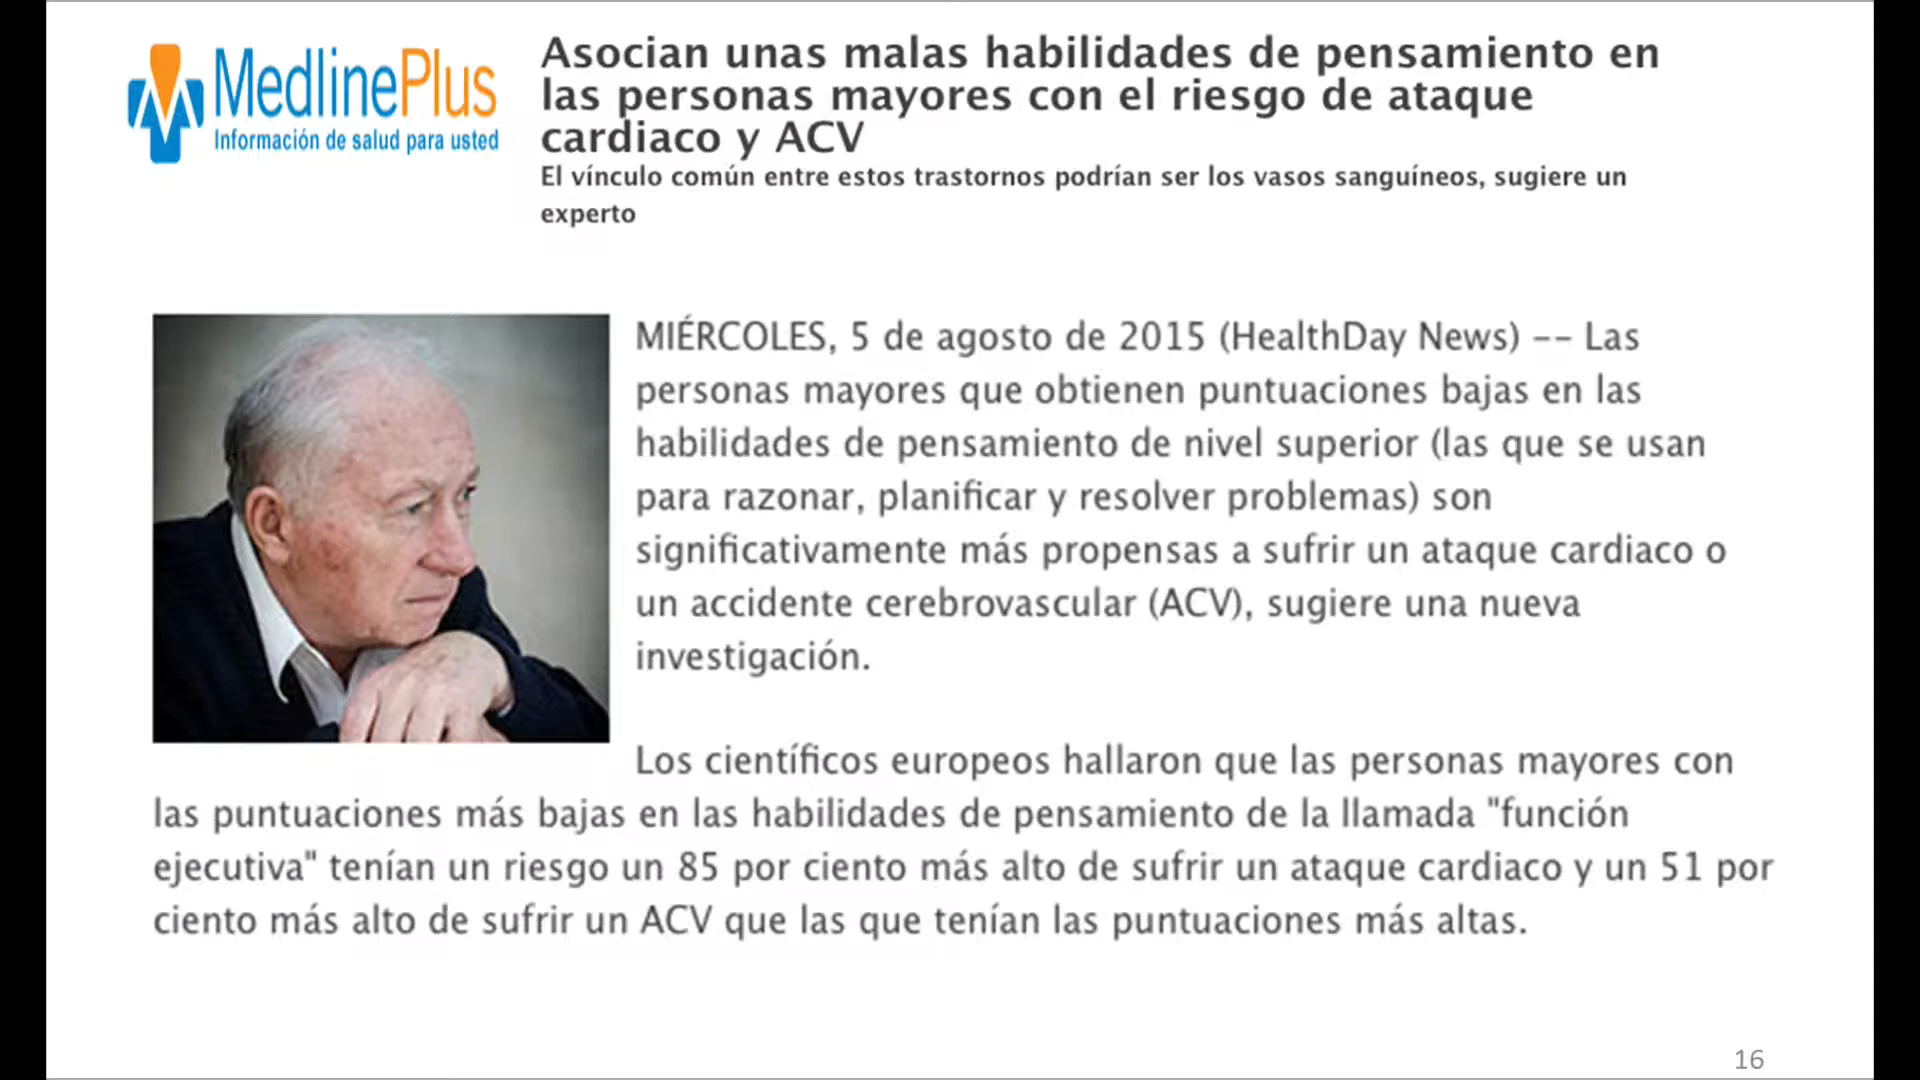 MedlinePlus
Información de salud para usted
Asocian unas malas habilidades de pensamiento en
las personas mayores con el riesgo de ataque
cardiaco y ACV
El vínculo común entre estos trastornos podrían ser los vasos sanguíneos, sugiere un
experto
MIÉRCOLES, 5 de agosto de 2015 (HealthDay News) -- Las
personas mayores que obtienen puntuaciones bajas en las
habilidades de pensamiento de nivel superior (las que se usan
para razonar, planificar y resolver problemas) son
significativamente más propensas a sufrir un ataque cardiaco o
un accidente cerebrovascular (ACV), sugiere una nueva
investigación.
Los científicos europeos hallaron que las personas mayores con
las puntuaciones más bajas en las habilidades de pensamiento de la llamada "función
ejecutiva" tenían un riesgo un 85 por ciento más alto de sufrir un ataque cardiaco y un 51 por
ciento más alto de sufrir un ACV que las que tenían las puntuaciones más altas.
16